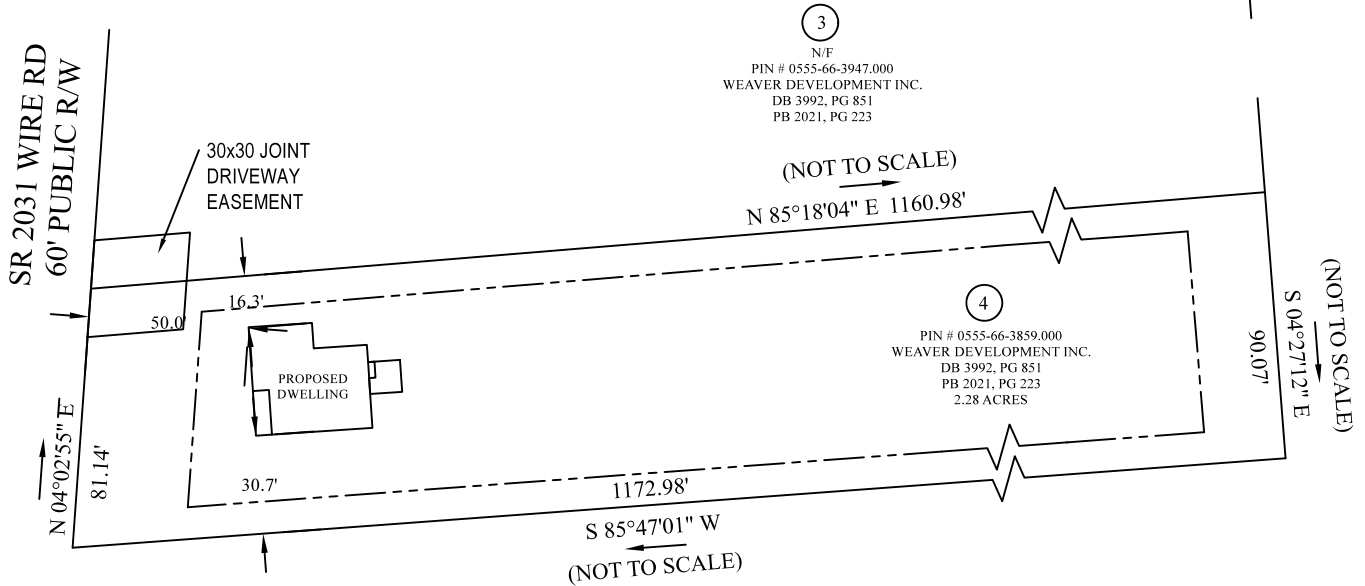 3
N/F
PIN # 0555-66-3947.000
WEAVER DEVELOPMENT INC.
DB 3992, PG 851
PB 2021, PG 223
SR 2031 WIRE RD
60' PUBLIC R/W
30x30 JOINT
DRIVEWAY
EASEMENT
(NOT TO SCALE)
N 85°18'04" E 1160.98'
16.3'
50.0'
PROPOSED
DWELLING
4
PIN # 0555-66-3859.000
WEAVER DEVELOPMENT INC.
DB 3992, PG 851
PB 2021, PG 223
2.28 ACRES
90.07'
S 04°27'12" E
(NOT TO SCALE)
N 04°02'55" E
81.14'
30.7'
1172.98'
S 85°47'01" W
(NOT TO SCALE)